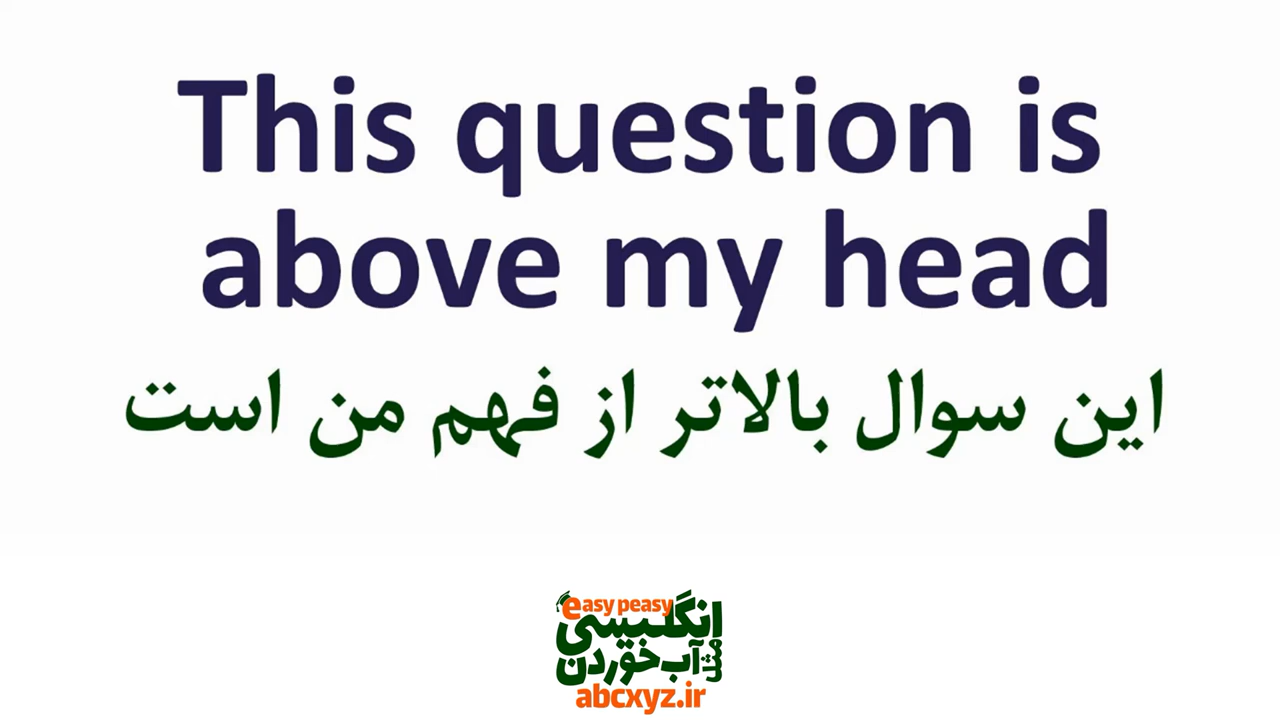 This question is
above my head
این سوال بالاتر از فهم من است
easy peasy
انگلیسی
مثل
آب خوردن
abcxyz.ir